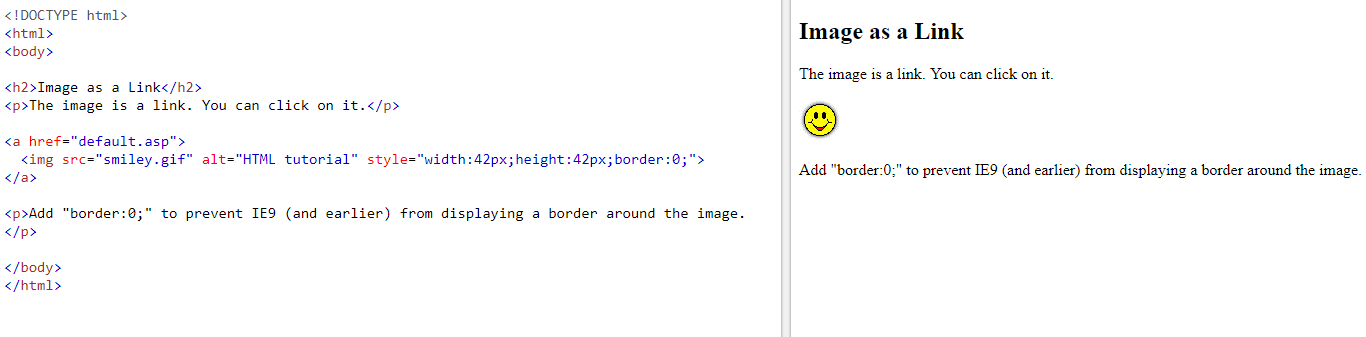 <!DOCTYPE html>
<html>
<body>
<h2>Image as a Link</h2>
<p>The image is a link. You can click on it.</p>
<a href="default.asp">
  <img src="smiley.gif" alt="HTML tutorial" style="width:42px;height:42px;border:0;">
</a>
<p>Add "border:0;" to prevent IE9 (and earlier) from displaying a border around the image.
</p>
</body>
</html>
Image as a Link
The image is a link. You can click on it.
Add "border:0;" to prevent IE9 (and earlier) from displaying a border around the image.